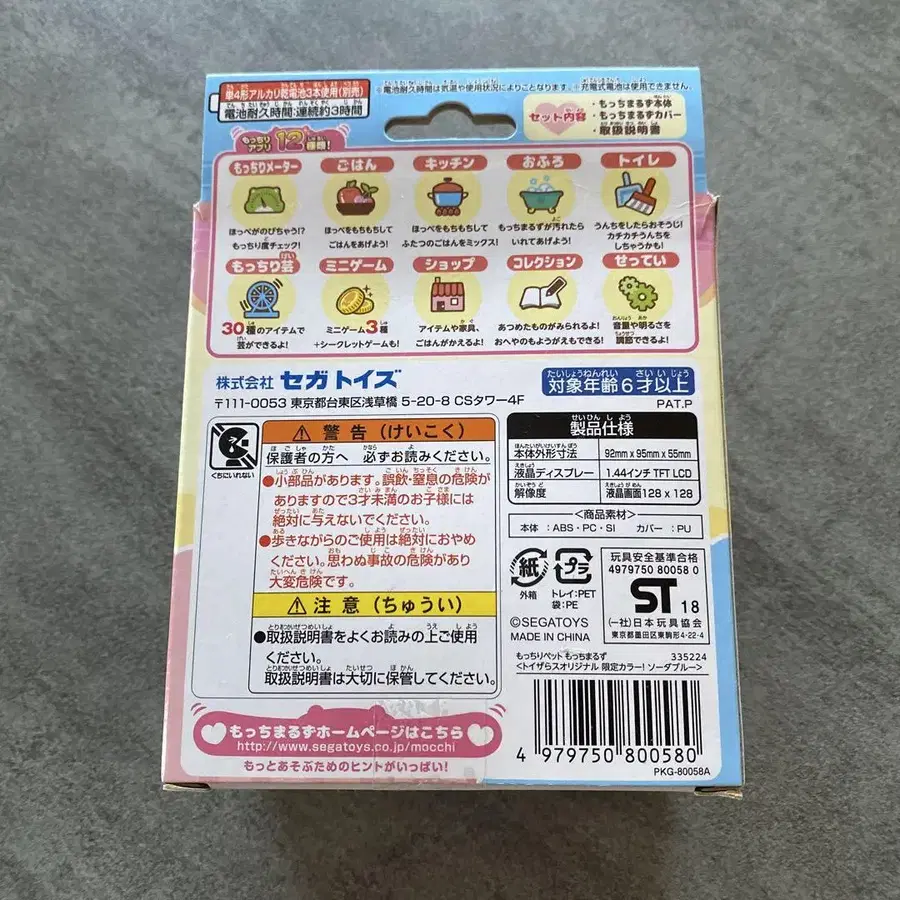 単4形アルカリ乾電池3本使用(別売)
電池耐久時間:連続約3時間
※電池耐久時間は気温や使用状況によりことなります。※充電式電池は使用できません。
セット内容
・もっちまるず本体
・もっちまるずカバー
・取扱説明書
もっちりアプリ12種類!
もっちりメーター
ほっぺがのびちゃう!?
もっちり度チェック!
ごはん
ほっぺをもちもちして
ごはんをあげよう!
キッチン
ほっぺをもちもちして
ふたつのごはんをミックス!
おふろ
もっちまるずが汚れたら
いれてあげよう!
トイレ
うんちをしたらおそうじ!
カチカチうんちを
しちゃうかも!
もっちり芸
30種のアイテムで
芸ができるよ!
ミニゲーム
ミニゲーム3種
+シークレットゲームも!
ショップ
アイテムや家具、
ごはんがかえるよ!
コレクション
あつめたものがみられるよ!
おへやのもようがえもできる!
せってい
音量や明るさを
調節できるよ!
株式会社 セガトイズ
〒111-0053 東京都台東区浅草橋 5-20-8 CSタワー4F
対象年齢6才以上
PAT.P
くちにいれない
警告(けいこく)
保護者の方へ 必ずお読みください。
●小部品があります。誤飲・窒息の危険が
ありますので3才未満のお子様には
絶対に与えないでください。
●歩きながらのご使用は絶対におやめ
ください。思わぬ事故の危険があり
大変危険です。
注意(ちゅうい)
●取扱説明書をよくお読みの上ご使用
ください。
取扱説明書は大切に保管してください。
製品仕様
本体外形寸法 92mm x 95mm x 55mm
液晶ディスプレー 1.44インチ TFT LCD
解像度 液晶画面128 x 128
<商品素材>
本体:ABS・PC・SI カバー:PU
紙
外箱
プラ
トレイ:PET
袋:PE
©SEGATOYS
MADE IN CHINA
玩具安全基準合格
4979750 80058 0
ST 18
(一社)日本玩具協会
東京都墨田区東駒形4-22-4
もっちりペット もっちまるず 335224
<トイザらスオリジナル 限定カラー! ソーダブルー>
4 979750 800580
PKG-80058A
もっちまるずホームページはこちら
http://www.segatoys.co.jp/mocchi
もっとあそぶためのヒントがいっぱい!